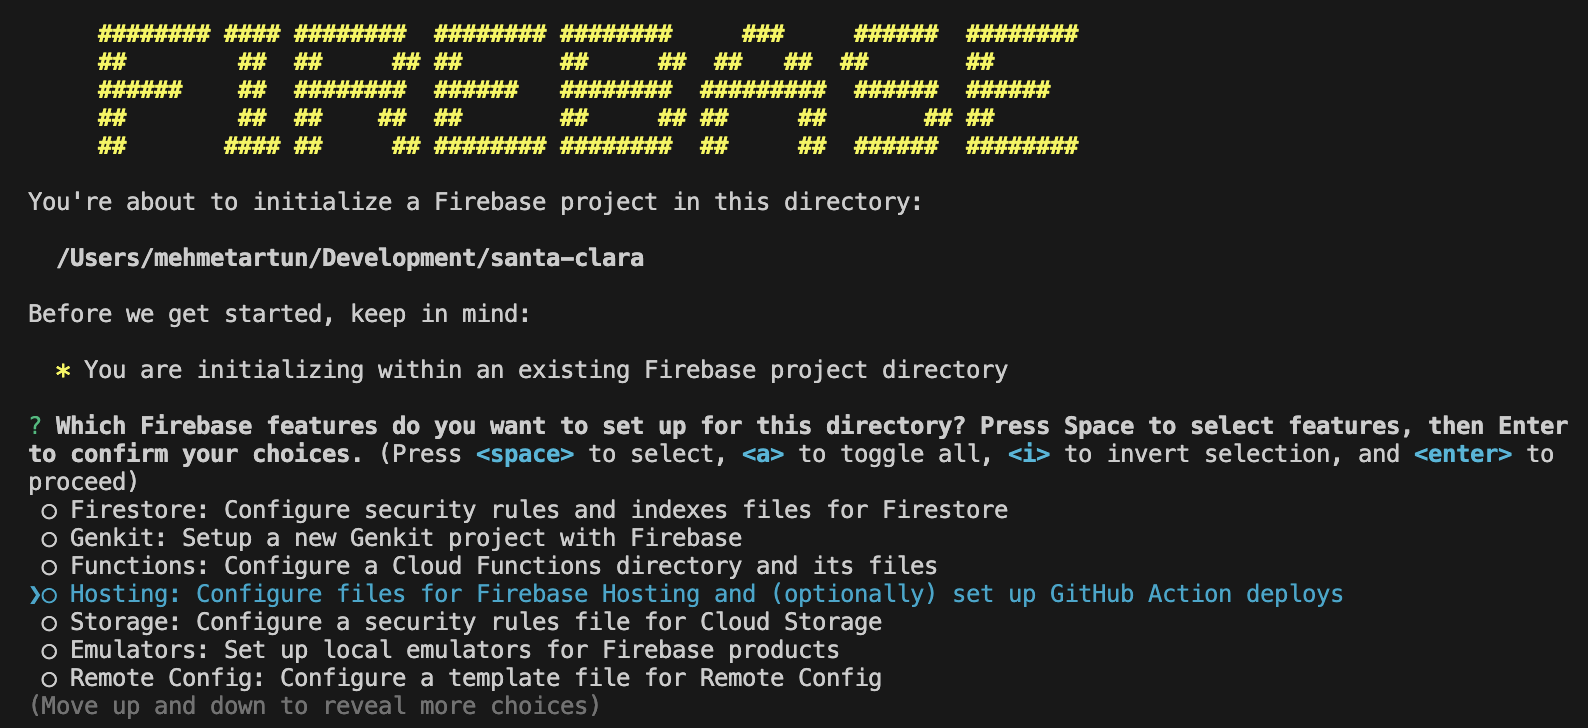 ######## #### ########  ######## ########     ###     ######  ########
##        ##  ##     ## ##       ##     ##  ##   ##  ##       ##
######    ##  ########  ######   ########  #########  ######  ######
##        ##  ##    ##  ##       ##     ## ##     ##       ## ##
##       #### ##     ## ######## ########  ##     ##  ######  ########
You're about to initialize a Firebase project in this directory:
/Users/mehmetartun/Development/santa-clara
Before we get started, keep in mind:
* You are initializing within an existing Firebase project directory
? Which Firebase features do you want to set up for this directory? Press Space to select features, then Enter
to confirm your choices. (Press <space> to select, <a> to toggle all, <i> to invert selection, and <enter> to
proceed)
◯ Firestore: Configure security rules and indexes files for Firestore
◯ Genkit: Setup a new Genkit project with Firebase
◯ Functions: Configure a Cloud Functions directory and its files
❯◯ Hosting: Configure files for Firebase Hosting and (optionally) set up GitHub Action deploys
◯ Storage: Configure a security rules file for Cloud Storage
◯ Emulators: Set up local emulators for Firebase products
◯ Remote Config: Configure a template file for Remote Config
(Move up and down to reveal more choices)